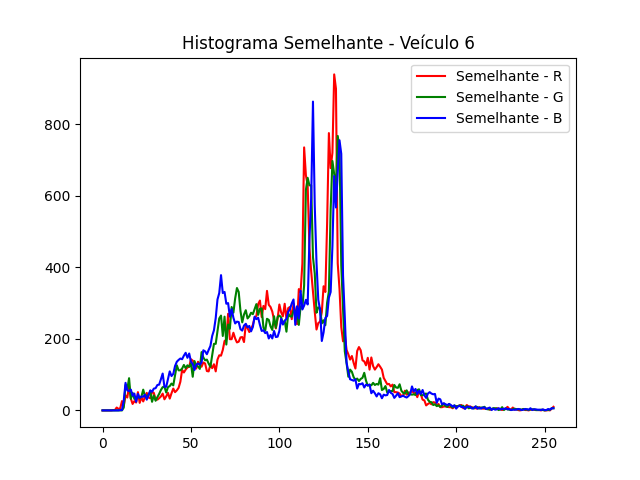 Histograma Semelhante - Veículo 6
Semelhante - R
Semelhante - G
Semelhante - B
800
600
400
200
0
0 50 100 150 200 250